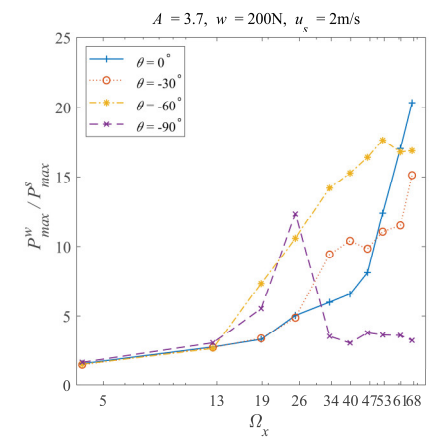 A = 3.7, w = 200N, u_s = 2m/s
25
20
15
10
5
0
P^w_max / P^s_max
θ = 0°
θ = -30°
θ = -60°
θ = -90°
5 13 19 26 34 40 47 53 61 68
Ω_x